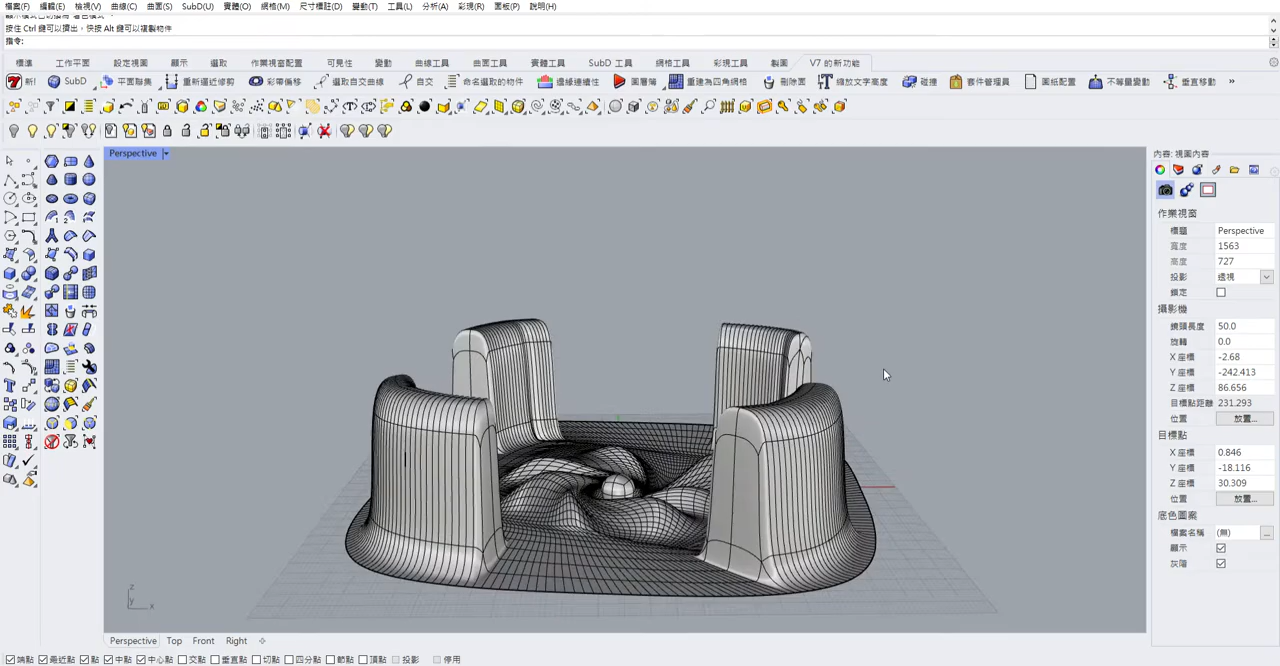 檔案(F) 編輯(E) 檢視(V) 曲線(C) 曲面(S) SubD(U) 實體(O) 網格(M) 尺寸標註(D) 變動(T) 工具(L) 分析(A) 彩現(R) 面板(P) 說明(H)
按住 Ctrl 鍵可以擠出，快按 Alt 鍵可以複製物件
指令:
標準 工作平面 設定視圖 顯示 選取 作業視窗配置 可見性 變動 曲線工具 曲面工具 實體工具 SubD 工具 網格工具 彩現工具 製圖 V7 的新功能
新! SubD 平面聯集 重新逼近修剪 彩帶偏移 選取自交曲線 自交 命名選取的物件 邊緣連續性 圖層簿 重建為四角網格 刪除面 縮放文字高度 碰撞 套件管理員 圖紙配置 不等量變動 垂直移動 »
Perspective
內容: 視圖內容
作業視窗
標題 Perspective
寬度 1563
高度 727
投影 透視
鎖定
攝影機
鏡頭長度 50.0
旋轉 0.0
X 座標 -2.68
Y 座標 -242.413
Z 座標 86.656
目標點距離 231.293
位置 放置...
目標點
X 座標 0.846
Y 座標 -18.116
Z 座標 30.309
位置 放置...
底色圖案
檔案名稱 (無) ...
顯示
灰階
z
y x
Perspective Top Front Right
端點 最近點 點 中點 中心點 交點 垂直點 切點 四分點 節點 頂點 投影 停用